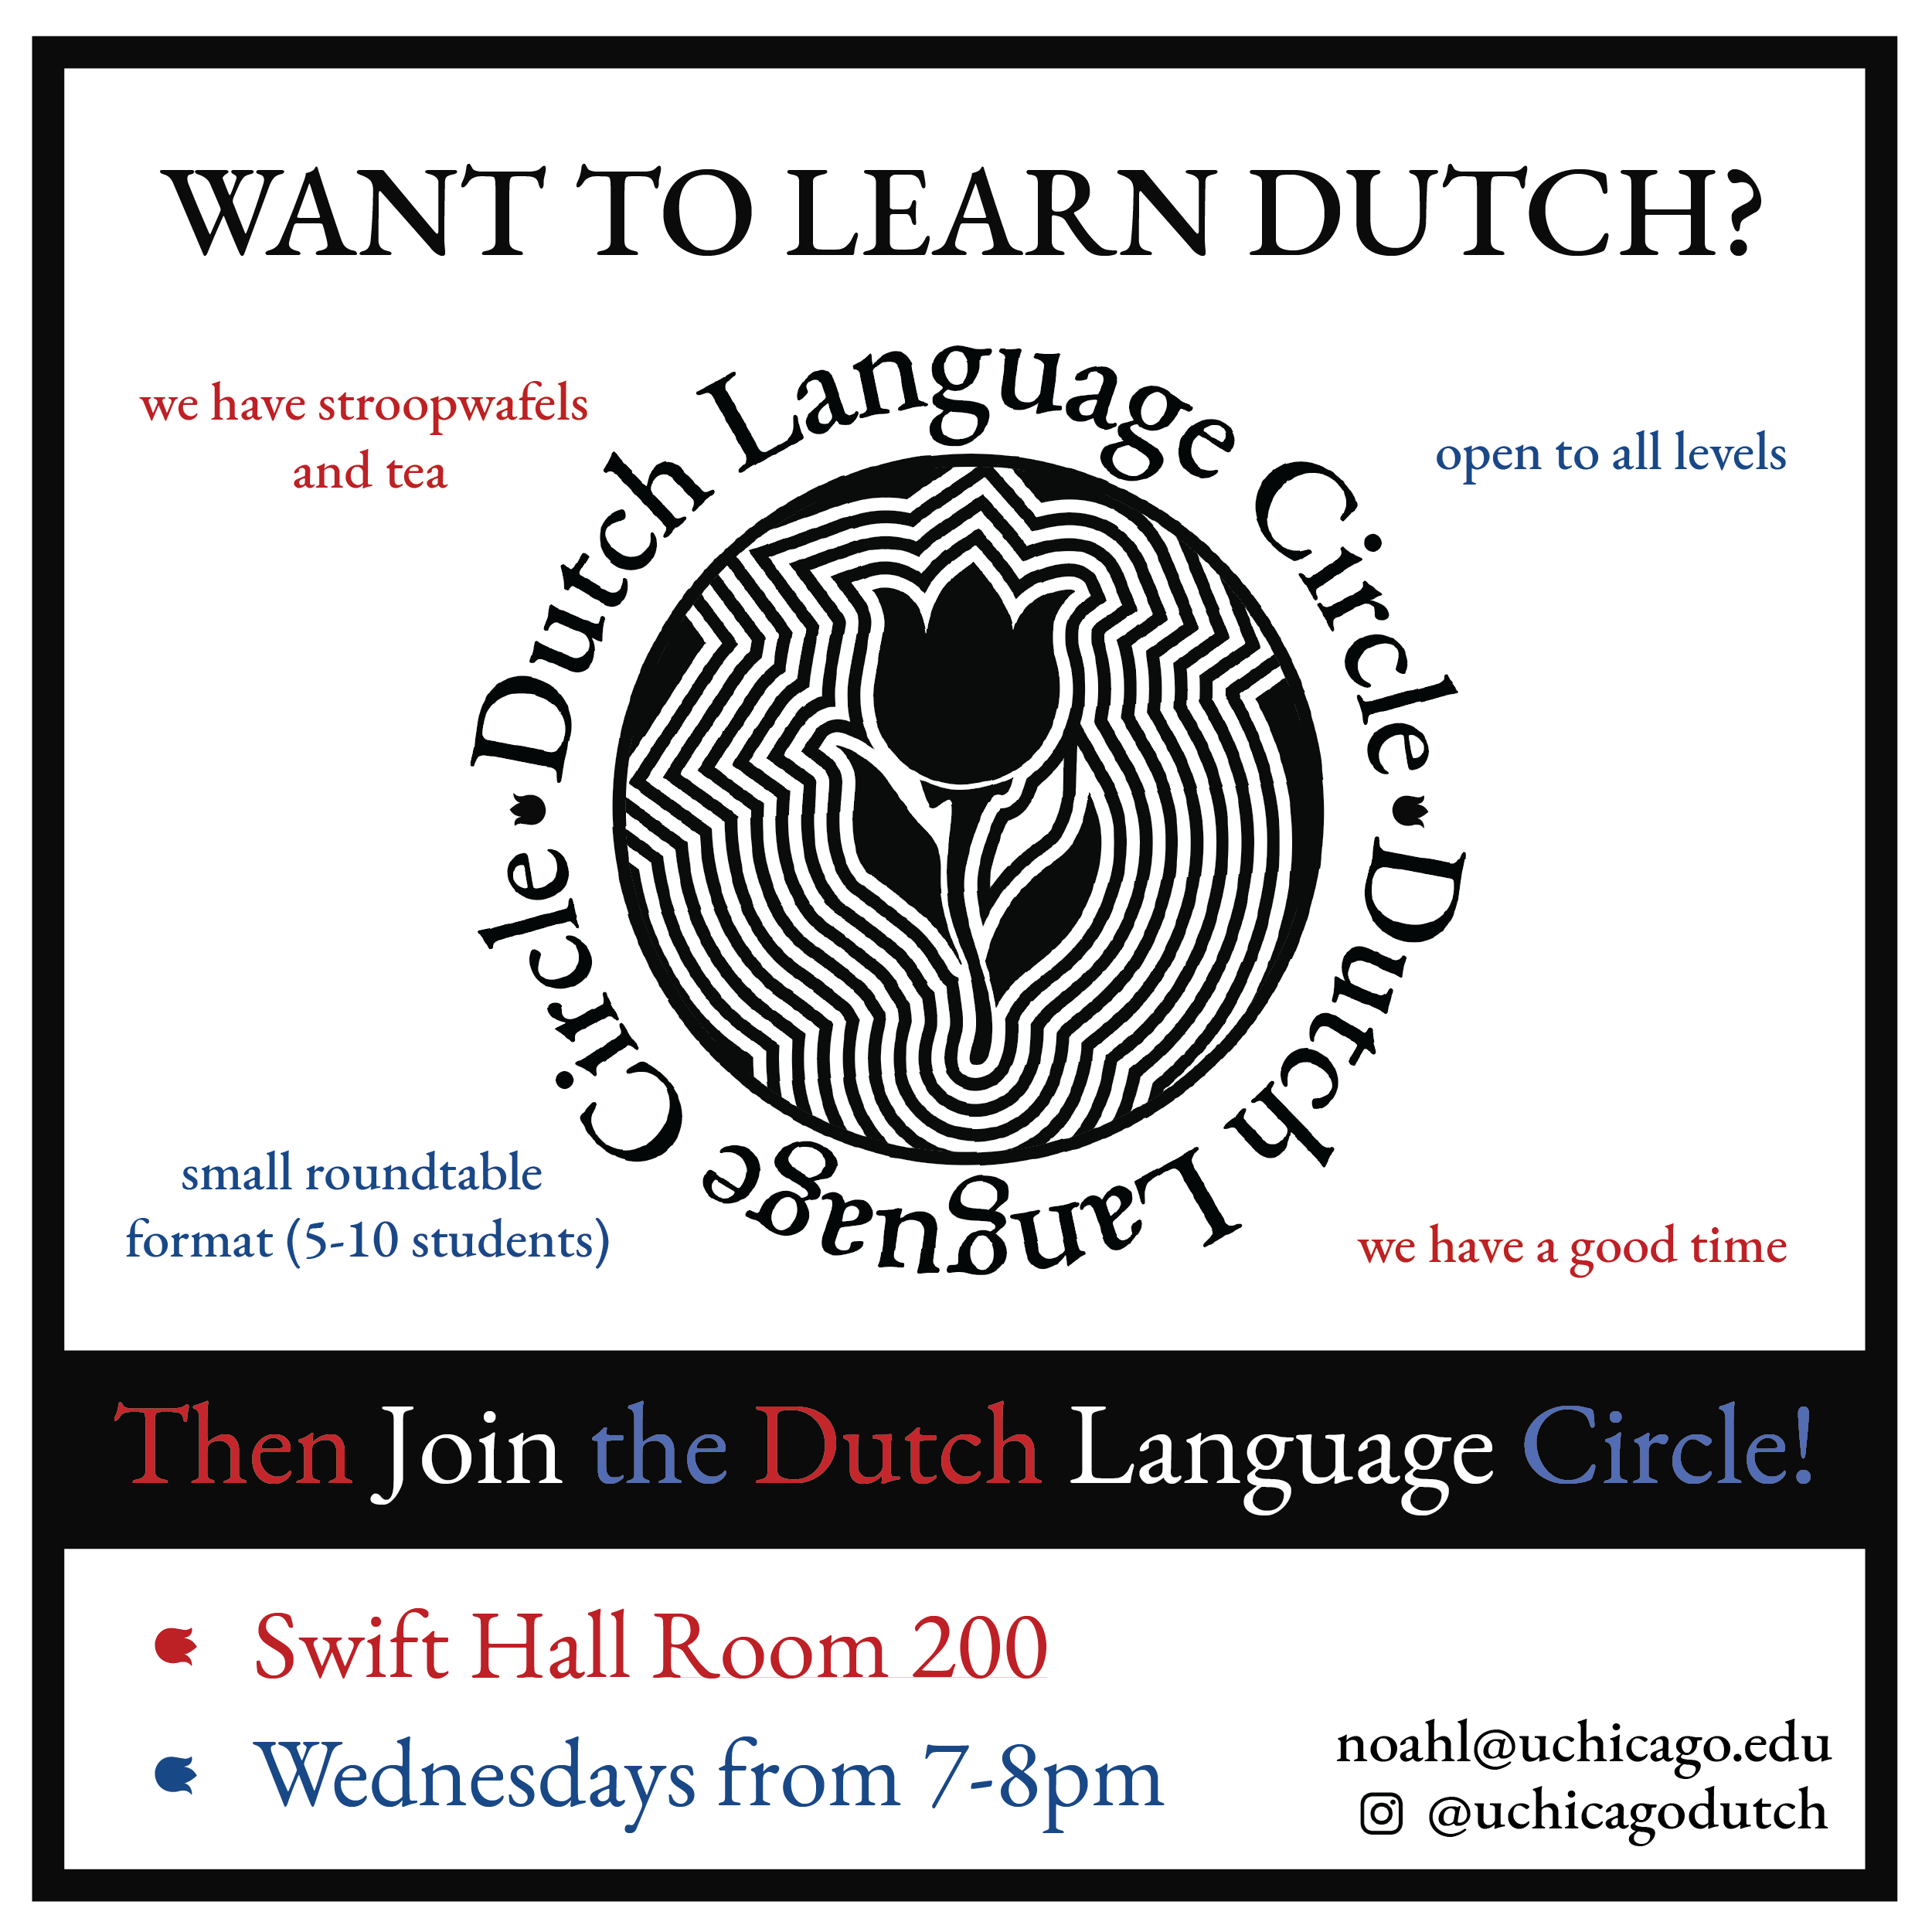 WANT TO LEARN DUTCH?
we have stroopwafels
and tea
open to all levels
Dutch Language Circle
Dutch Language Circle
small roundtable
format (5-10 students)
we have a good time
Then Join the Dutch Language Circle!
Swift Hall Room 200
Wednesdays from 7-8pm
noahl@uchicago.edu
@uchicagodutch